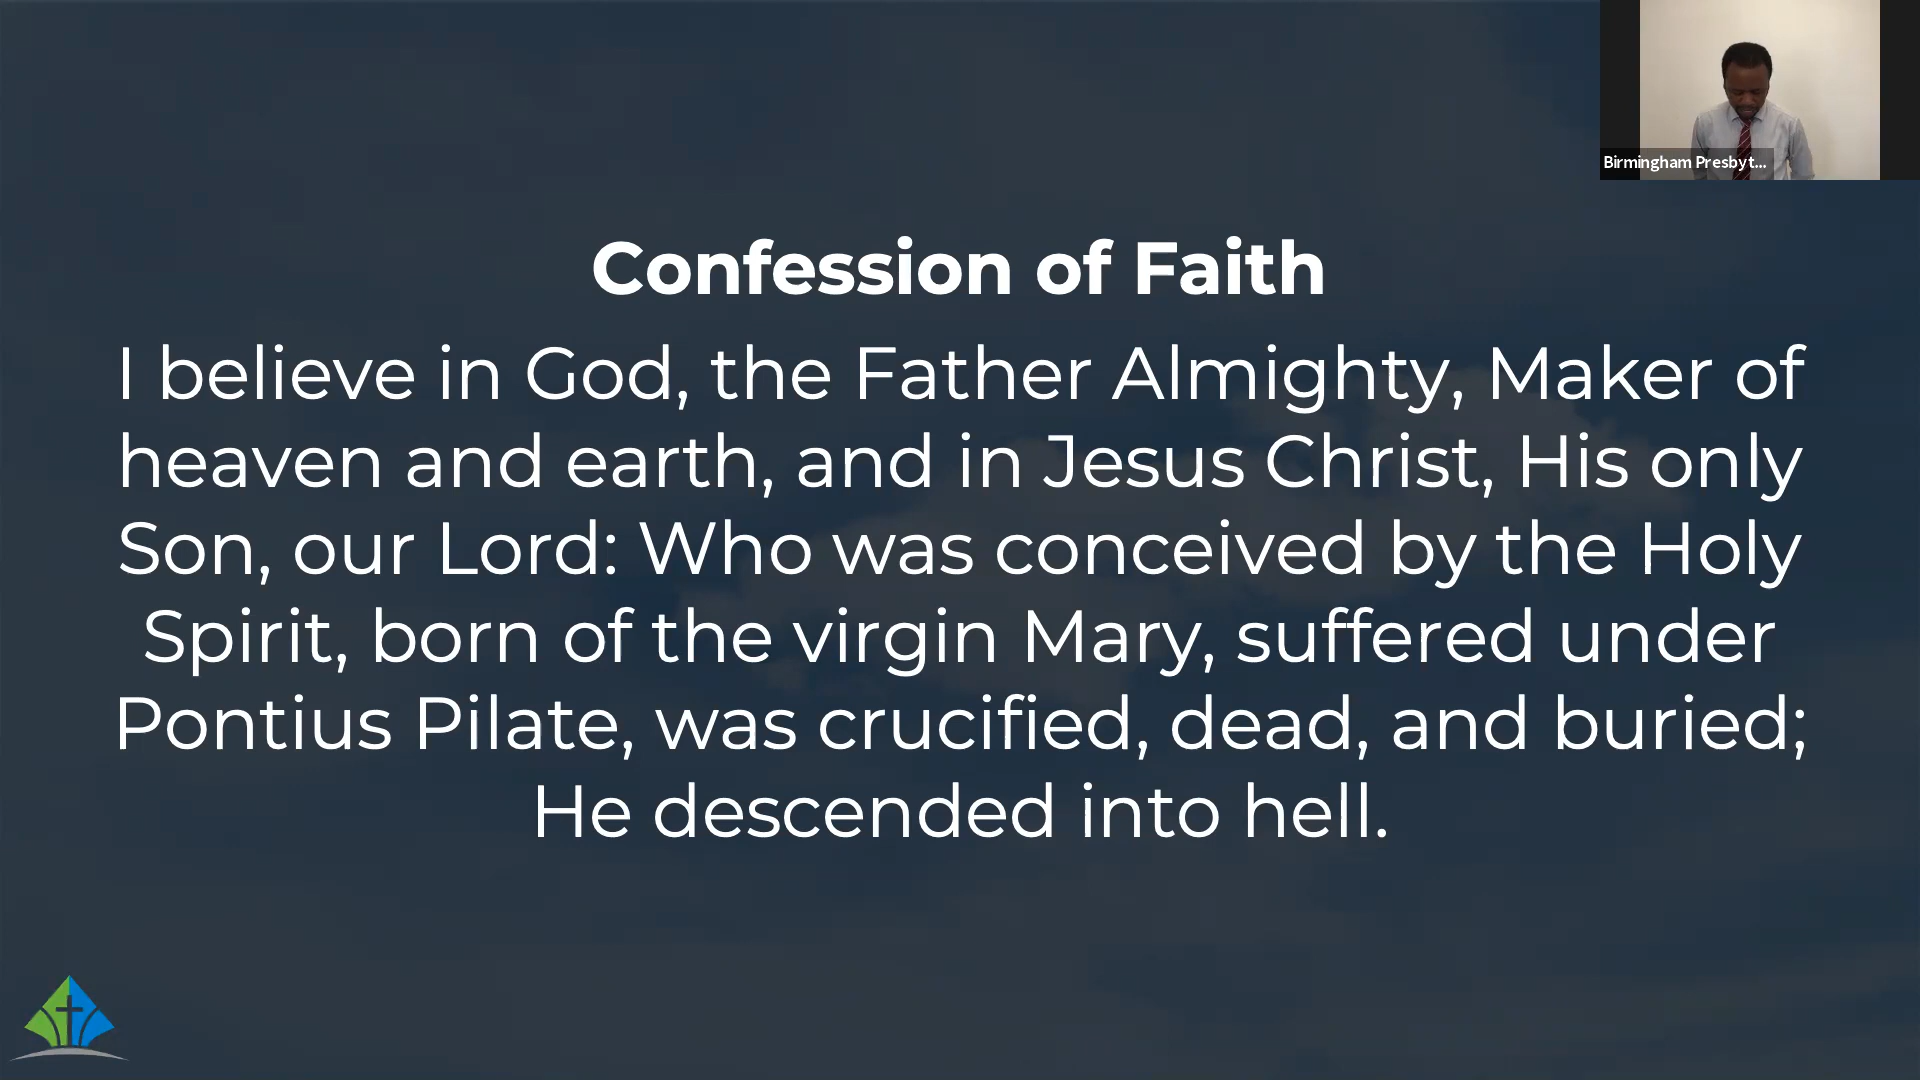 Birmingham Presbyt...
Confession of Faith
I believe in God, the Father Almighty, Maker of
heaven and earth, and in Jesus Christ, His only
Son, our Lord: Who was conceived by the Holy
Spirit, born of the virgin Mary, suffered under
Pontius Pilate, was crucified, dead, and buried;
He descended into hell.